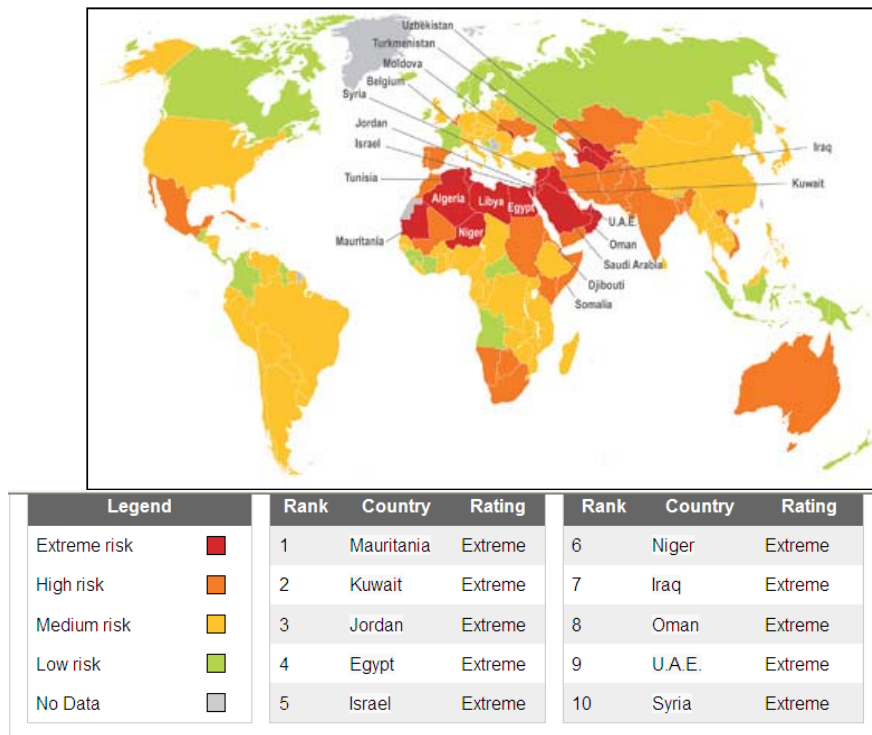 Uzbekistan
Turkmenistan
Moldova
Belgium
Syria
Jordan
Israel
Tunisia
Mauritania
Algeria
Libya
Egypt
Niger
Iraq
Kuwait
U.A.E.
Oman
Saudi Arabia
Djibouti
Somalia
Legend
Extreme risk
High risk
Medium risk
Low risk
No Data
Rank Country Rating
1 Mauritania Extreme
2 Kuwait Extreme
3 Jordan Extreme
4 Egypt Extreme
5 Israel Extreme
Rank Country Rating
6 Niger Extreme
7 Iraq Extreme
8 Oman Extreme
9 U.A.E. Extreme
10 Syria Extreme